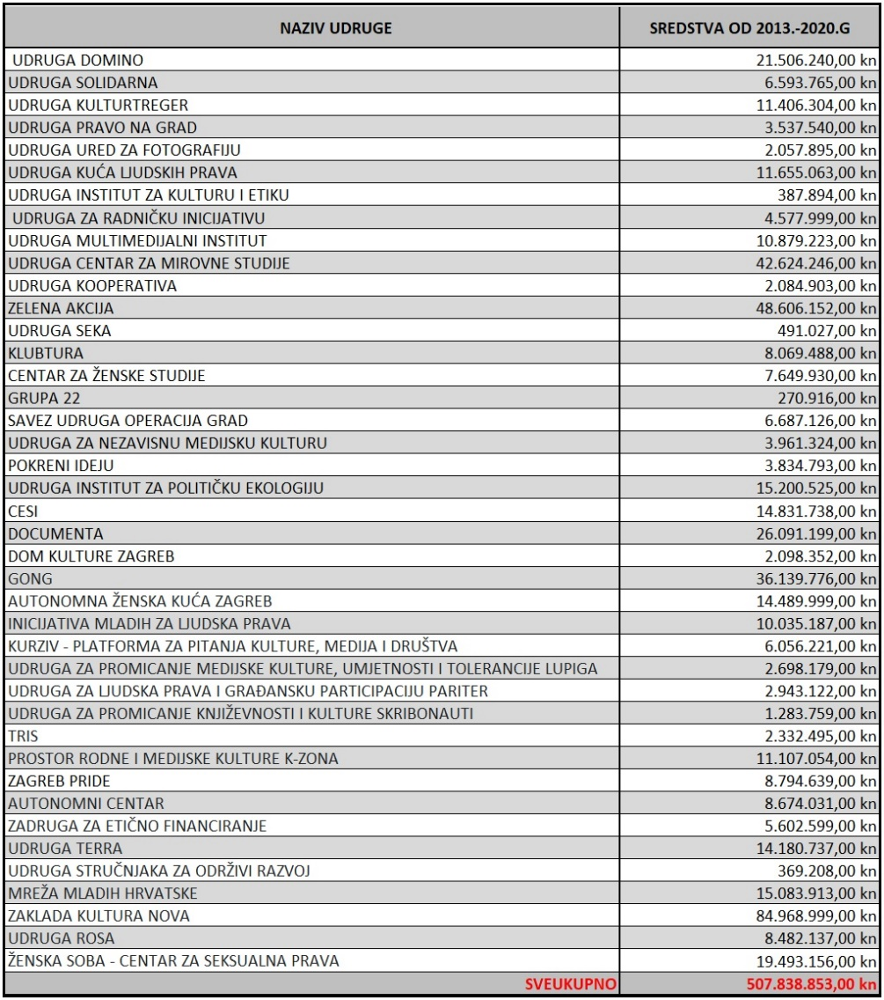 NAZIV UDRUGE SREDSTVA OD 2013.-2020.G
UDRUGA DOMINO 21.506.240,00 kn
UDRUGA SOLIDARNA 6.593.765,00 kn
UDRUGA KULTURTREGER 11.406.304,00 kn
UDRUGA PRAVO NA GRAD 3.537.540,00 kn
UDRUGA URED ZA FOTOGRAFIJU 2.057.895,00 kn
UDRUGA KUĆA LJUDSKIH PRAVA 11.655.063,00 kn
UDRUGA INSTITUT ZA KULTURU I ETIKU 387.894,00 kn
UDRUGA ZA RADNIČKU INICIJATIVU 4.577.999,00 kn
UDRUGA MULTIMEDIJALNI INSTITUT 10.879.223,00 kn
UDRUGA CENTAR ZA MIROVNE STUDIJE 42.624.246,00 kn
UDRUGA KOOPERATIVA 2.084.903,00 kn
ZELENA AKCIJA 48.606.152,00 kn
UDRUGA SEKA 491.027,00 kn
KLUBTURA 8.069.488,00 kn
CENTAR ZA ŽENSKE STUDIJE 7.649.930,00 kn
GRUPA 22 270.916,00 kn
SAVEZ UDRUGA OPERACIJA GRAD 6.687.126,00 kn
UDRUGA ZA NEZAVISNU MEDIJSKU KULTURU 3.961.324,00 kn
POKRENI IDEJU 3.834.793,00 kn
UDRUGA INSTITUT ZA POLITIČKU EKOLOGIJU 15.200.525,00 kn
CESI 14.831.738,00 kn
DOCUMENTA 26.091.199,00 kn
DOM KULTURE ZAGREB 2.098.352,00 kn
GONG 36.139.776,00 kn
AUTONOMNA ŽENSKA KUĆA ZAGREB 14.489.999,00 kn
INICIJATIVA MLADIH ZA LJUDSKA PRAVA 10.035.187,00 kn
KURZIV - PLATFORMA ZA PITANJA KULTURE, MEDIJA I DRUŠTVA 6.056.221,00 kn
UDRUGA ZA PROMICANJE MEDIJSKE KULTURE, UMJETNOSTI I TOLERANCIJE LUPIGA 2.698.179,00 kn
UDRUGA ZA LJUDSKA PRAVA I GRAĐANSKU PARTICIPACIJU PARITER 2.943.122,00 kn
UDRUGA ZA PROMICANJE KNJIŽEVNOSTI I KULTURE SKRIBONAUTI 1.283.759,00 kn
TRIS 2.332.495,00 kn
PROSTOR RODNE I MEDIJSKE KULTURE K-ZONA 11.107.054,00 kn
ZAGREB PRIDE 8.794.639,00 kn
AUTONOMNI CENTAR 8.674.031,00 kn
ZADRUGA ZA ETIČNO FINANCIRANJE 5.602.599,00 kn
UDRUGA TERRA 14.180.737,00 kn
UDRUGA STRUČNJAKA ZA ODRŽIVI RAZVOJ 369.208,00 kn
MREŽA MLADIH HRVATSKE 15.083.913,00 kn
ZAKLADA KULTURA NOVA 84.968.999,00 kn
UDRUGA ROSA 8.482.137,00 kn
ŽENSKA SOBA - CENTAR ZA SEKSUALNA PRAVA 19.493.156,00 kn
SVEUKUPNO 507.838.853,00 kn